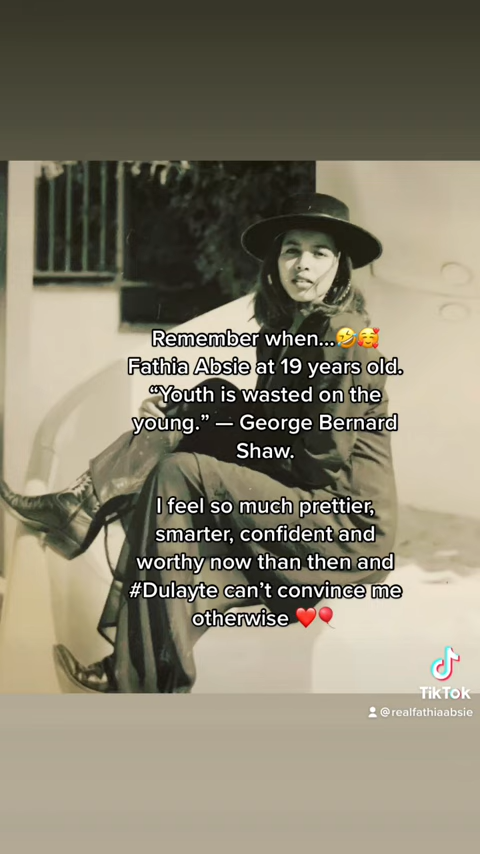 Remember when...🤣🥰
Fathia Absie at 19 years old.
“Youth is wasted on the
young.” — George Bernard
Shaw.
I feel so much prettier,
smarter, confident and
worthy now than then and
#Dulayte can’t convince me
otherwise ❤️🎈
TikTok
@realfathiaabsie